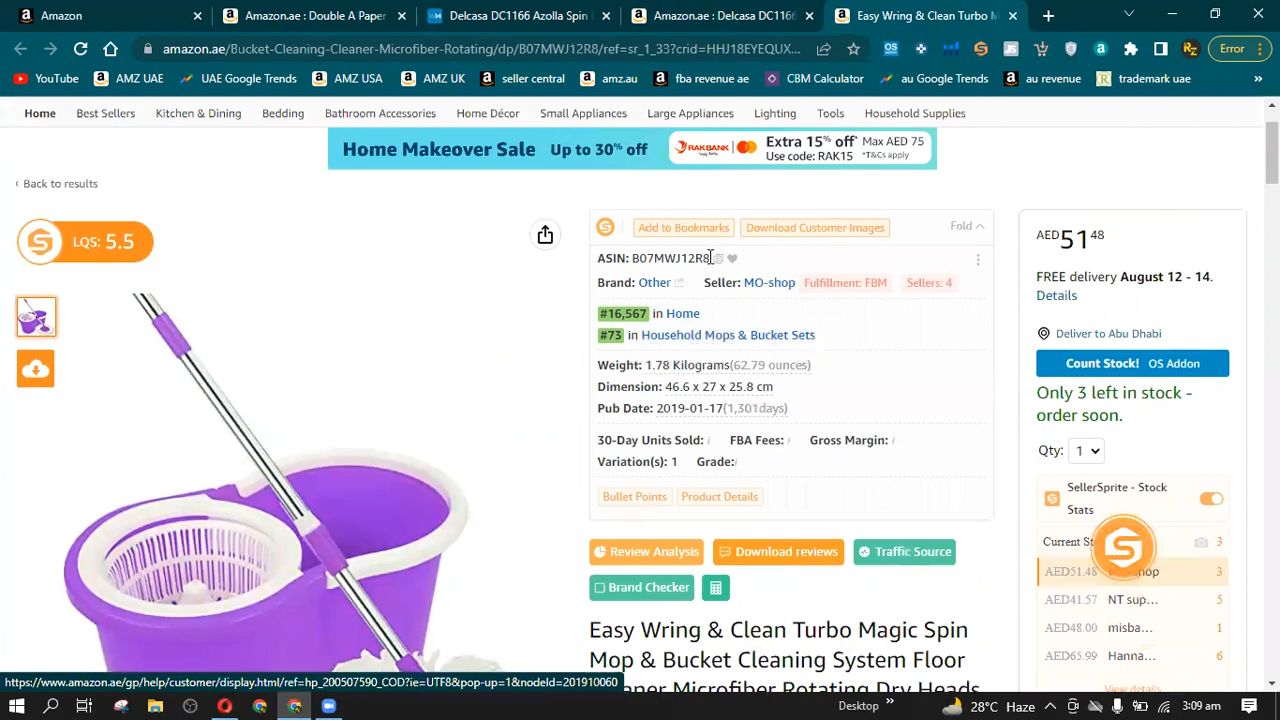 Amazon
Amazon.ae : Double A Paper
Delcasa DC1166 Azolla Spin
Amazon.ae : Delcasa DC1166
Easy Wring & Clean Turbo M
amazon.ae/Bucket-Cleaning-Cleaner-Microfiber-Rotating/dp/B07MWJ12R8/ref=sr_1_33?crid=HHJ18EYEQUX...
Error
YouTube
AMZ UAE
UAE Google Trends
AMZ USA
AMZ UK
seller central
amz.au
fba revenue ae
CBM Calculator
au Google Trends
au revenue
trademark uae
Home
Best Sellers
Kitchen & Dining
Bedding
Bathroom Accessories
Home Décor
Small Appliances
Large Appliances
Lighting
Tools
Household Supplies
Home Makeover Sale Up to 30% off
RAKBANK
Extra 15% off* Max AED 75
Use code: RAK15 *T&Cs apply
‹ Back to results
LQS: 5.5
Add to Bookmarks
Download Customer Images
Fold
ASIN: B07MWJ12R8
Brand: Other
Seller: MO-shop
Fulfillment: FBM
Sellers: 4
#16,567 in Home
#73 in Household Mops & Bucket Sets
Weight: 1.78 Kilograms(62.79 ounces)
Dimension: 46.6 x 27 x 25.8 cm
Pub Date: 2019-01-17(1,301days)
30-Day Units Sold:
FBA Fees:
Gross Margin:
Variation(s): 1
Grade:
Bullet Points
Product Details
Review Analysis
Download reviews
Traffic Source
Brand Checker
Easy Wring & Clean Turbo Magic Spin
Mop & Bucket Cleaning System Floor
Cleaner Microfiber Rotating Dry Heads
AED 51 48
FREE delivery August 12 - 14.
Details
Deliver to Abu Dhabi
Count Stock! OS Addon
Only 3 left in stock -
order soon.
Qty: 1
SellerSprite - Stock
Stats
3
AED51.48 3
AED41.57 NT sup... 5
AED48.00 misba... 1
AED65.99 Hanna... 6
View details
https://www.amazon.ae/gp/help/customer/display.html/ref=hp_200507590_COD?ie=UTF8&pop-up=1&nodeId=201910060
Desktop
28°C Haze
3:09 am